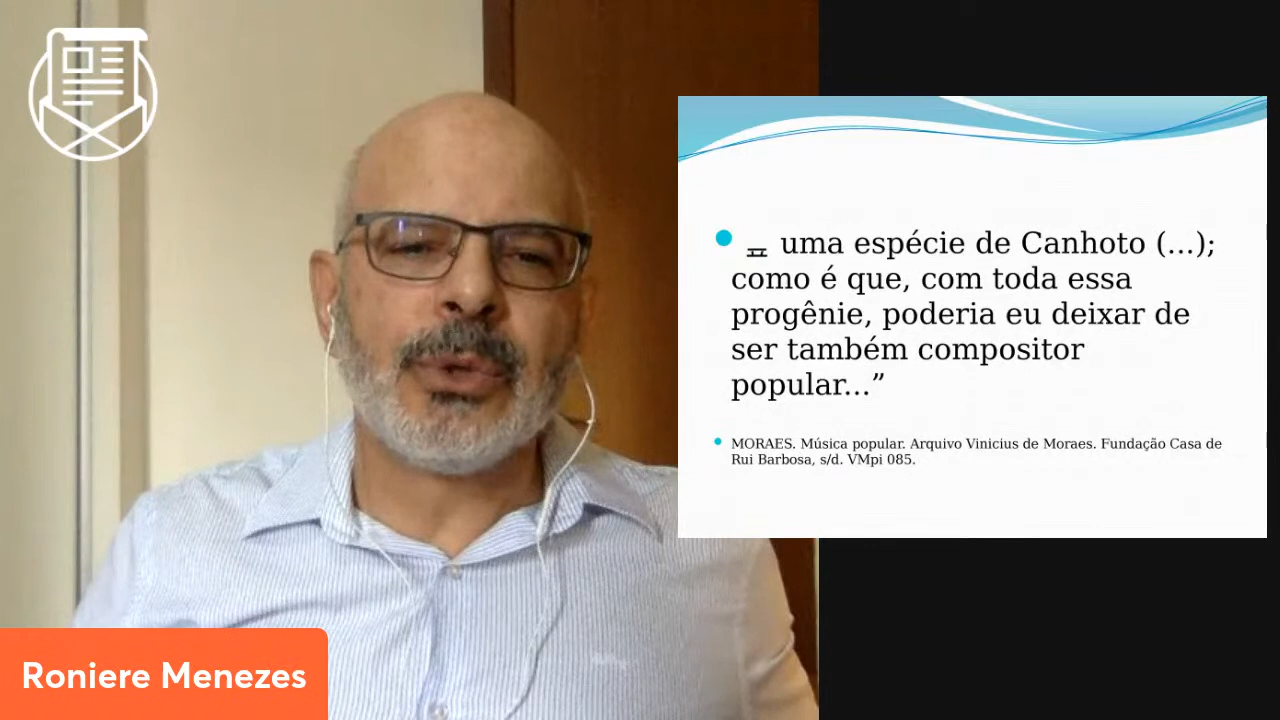 uma espécie de Canhoto (...);
como é que, com toda essa
progênie, poderia eu deixar de
ser também compositor
popular...”
MORAES. Música popular. Arquivo Vinicius de Moraes. Fundação Casa de
Rui Barbosa, s/d. VMpi 085.
Roniere Menezes